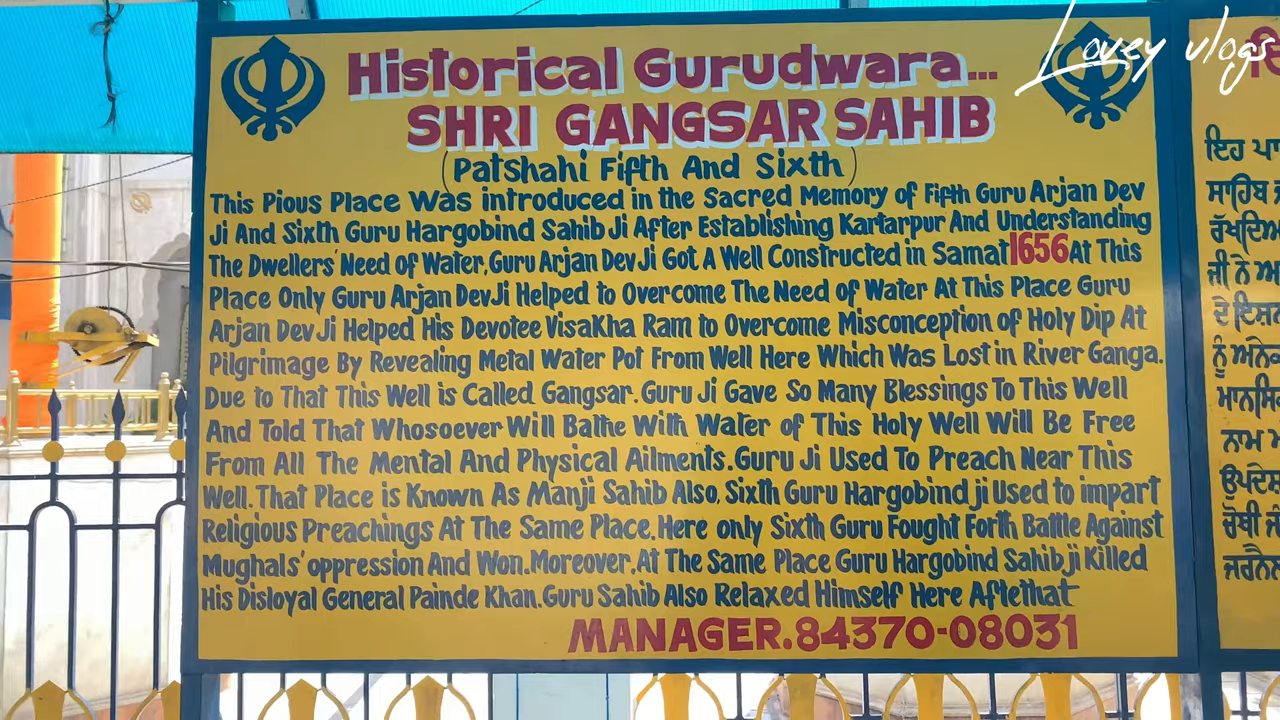 Lovey vlogs
Historical Gurudwara...
SHRI GANGSAR SAHIB
(Patshahi Fifth And Sixth)
This Pious Place Was introduced in the Sacred Memory of Fifth Guru Arjan Dev
Ji And Sixth Guru Hargobind Sahib Ji After Establishing Kartarpur And Understanding
The Dwellers' Need of Water, Guru Arjan Dev Ji Got A Well Constructed in Samat 1656 At This
Place Only Guru Arjan Dev Ji Helped to Overcome The Need of Water At This Place Guru
Arjan Dev Ji Helped His Devotee Visakha Ram to Overcome Misconception of Holy Dip At
Pilgrimage By Revealing Metal Water Pot From Well Here Which Was Lost in River Ganga.
Due to That This Well is Called Gangsar. Guru Ji Gave So Many Blessings To This Well
And Told That Whosoever Will Bathe With Water of This Holy Well Will Be Free
From All The Mental And Physical Ailments. Guru Ji Used To Preach Near This
Well. That Place is Known As Manji Sahib Also, Sixth Guru Hargobind ji Used to impart
Religious Preachings At The Same Place. Here only Sixth Guru Fought Forth Battle Against
Mughals' oppression And Won. Moreover, At The Same Place Guru Hargobind Sahib ji Killed
His Disloyal General Painde Khan. Guru Sahib Also Relaxed Himself Here Aftethat
MANAGER. 84370-08031
ਇਹ
ਸਾਹਿਬ
ਜੀ ਨੇ
ਦੇ
ਨੂੰ
ਨਾਮ